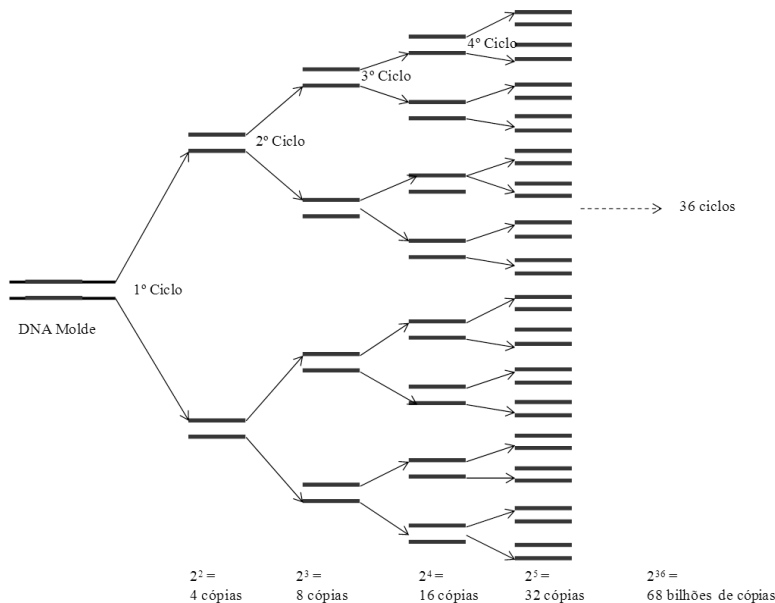 4º Ciclo
3º Ciclo
2º Ciclo
36 ciclos
1º Ciclo
DNA Molde
2² =
4 cópias
2³ =
8 cópias
2⁴ =
16 cópias
2⁵ =
32 cópias
2³⁶ =
68 bilhões de cópias